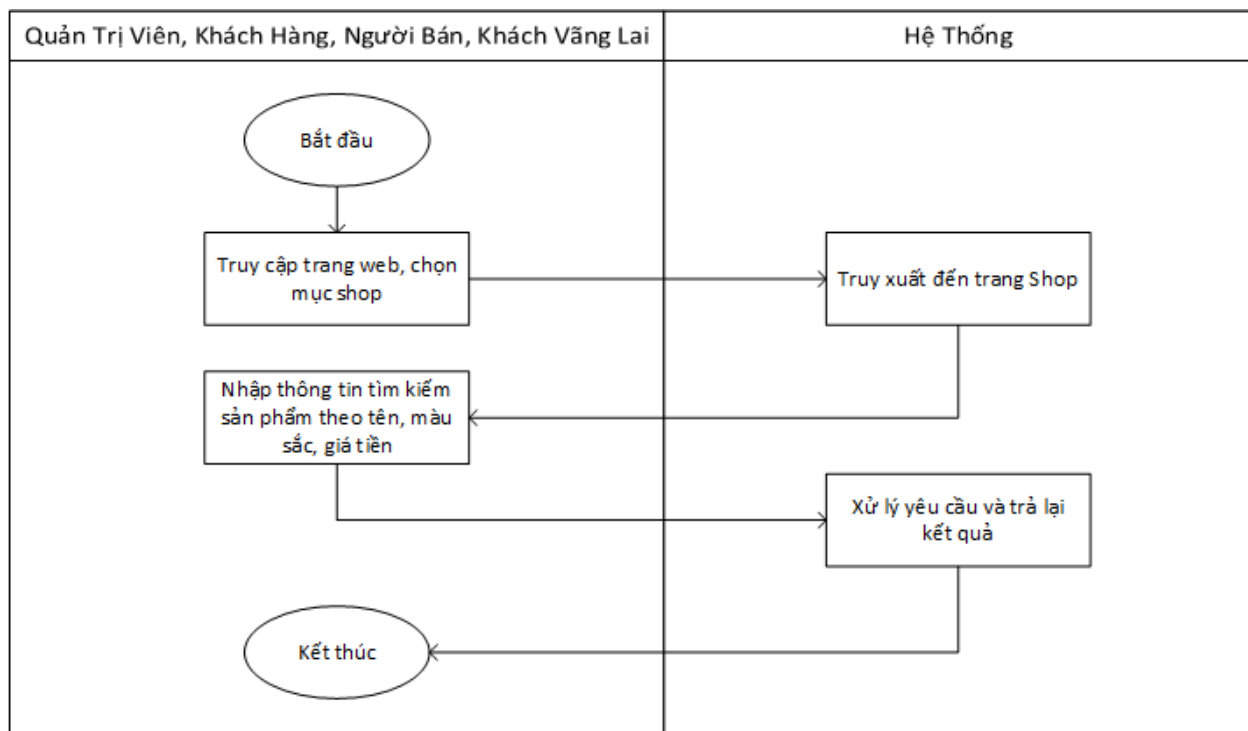 Quản Trị Viên, Khách Hàng, Người Bán, Khách Vãng Lai
Hệ Thống
Bắt đầu
Truy cập trang web, chọn
mục shop
Truy xuất đến trang Shop
Nhập thông tin tìm kiếm
sản phẩm theo tên, màu
sắc, giá tiền
Xử lý yêu cầu và trả lại
kết quả
Kết thúc